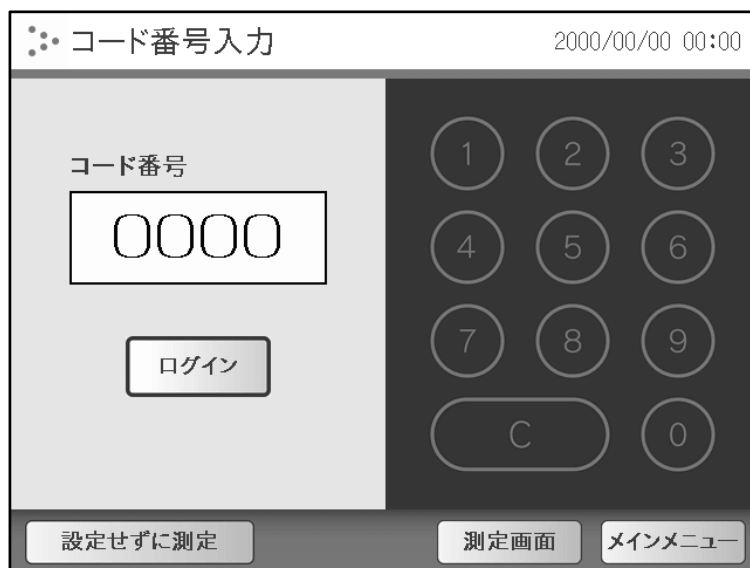 コード番号入力 2000/00/00 00:00
コード番号
0000
ログイン
1 2 3
4 5 6
7 8 9
C 0
設定せずに測定 測定画面 メインメニュー